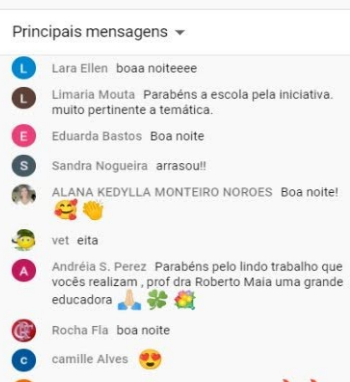 Principais mensagens
L Lara Ellen boaa noiteeee
L Limaria Mouta Parabéns a escola pela iniciativa.
muito pertinente a temática.
E Eduarda Bastos Boa noite
S Sandra Nogueira arrasou!!
ALANA KEDYLLA MONTEIRO NOROES Boa noite!
🥰👏
vet eita
A Andréia S. Perez Parabéns pelo lindo trabalho que
vocês realizam , prof dra Roberto Maia uma grande
educadora 🙏🏼🍀💐
Rocha Fla boa noite
c camille Alves 😍